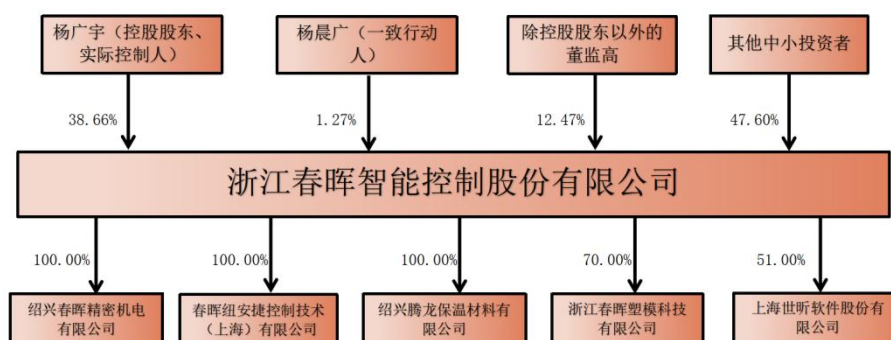 杨广宇（控股股东、
实际控制人）
杨晨广（一致行动
人）
除控股股东以外的
董监高
其他中小投资者
38.66%
1.27%
12.47%
47.60%
浙江春晖智能控制股份有限公司
100.00%
100.00%
100.00%
70.00%
51.00%
绍兴春晖精密机电
有限公司
春晖纽安捷控制技术
（上海）有限公司
绍兴腾龙保温材料有
限公司
浙江春晖塑模科技有
限公司
上海世昕软件股份有
限公司